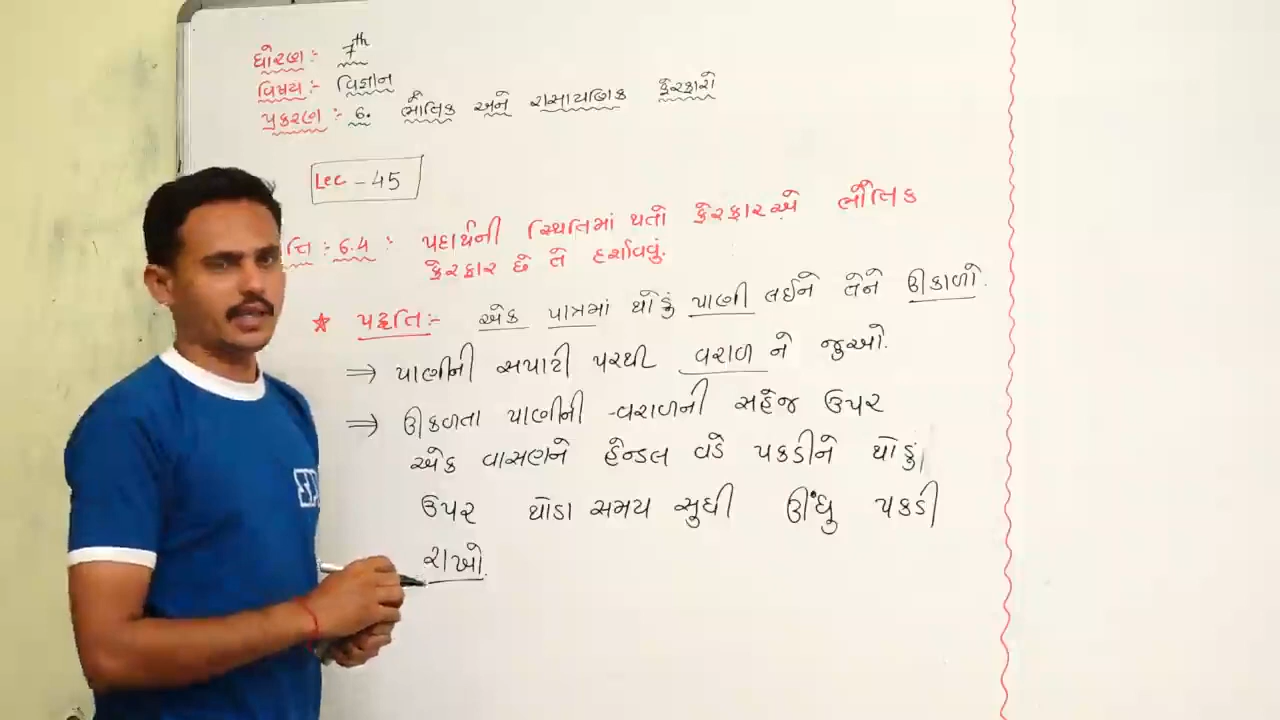 ધોરણ :- 7th
વિષય :- વિજ્ઞાન
પ્રકરણ :- 6. ભૌતિક અને રાસાયણિક ફેરફારો
Lec - 45
ત્તિ : 6.4 : પદાર્થની સ્થિતિમાં થતો ફેરફાર એ ભૌતિક
ફેરફાર છે તે દર્શાવવું.
★ પદ્ધતિ :- એક પાત્રમાં થોડું પાણી લઈને તેને ઊકાળો.
⇒ પાણીની સપાટી પરથી વરાળ ને જુઓ.
⇒ ઊકળતા પાણીની -વરાળની સહેજ ઉપર
એક વાસણને હેન્ડલ વડે પકડીને થોડું
ઉપર થોડા સમય સુધી ઊંધુ પકડી
રાખો.